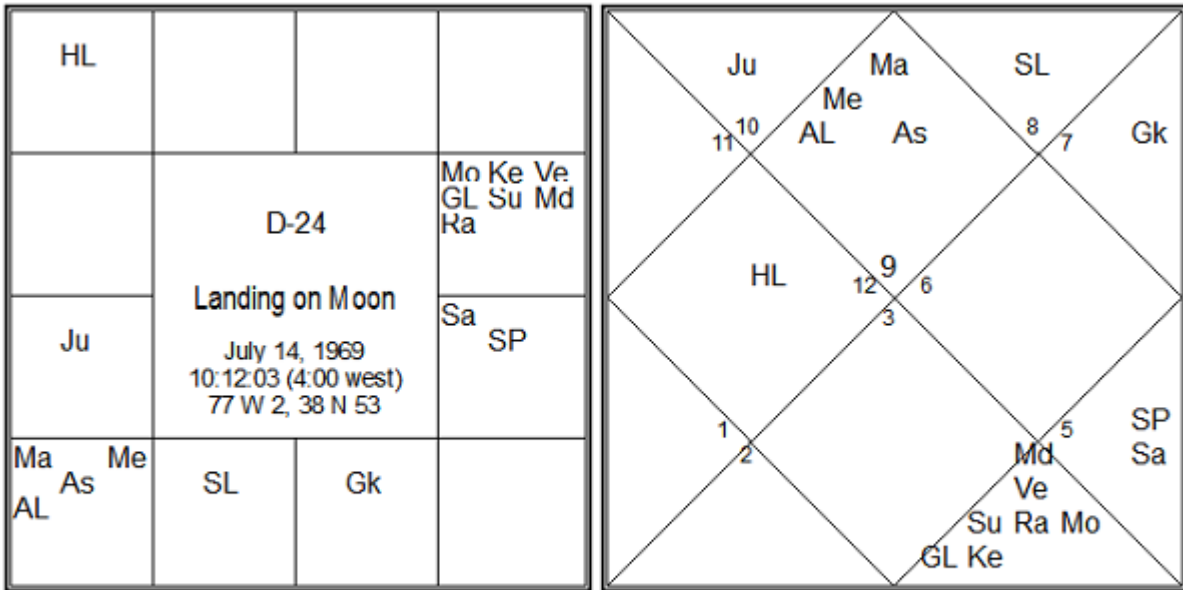 HL
Mo Ke Ve
GL Su Md
Ra
D-24
Landing on Moon
July 14, 1969
10:12:03 (4:00 west)
77 W 2, 38 N 53
Ju
Sa
SP
Ma Me
As
AL
SL
Gk
Ju
Ma
SL
Me
AL As
Gk
10
11
8
7
HL
9
12
6
3
1
2
5
SP
Sa
Md
Ve
Su Ra Mo
GL Ke